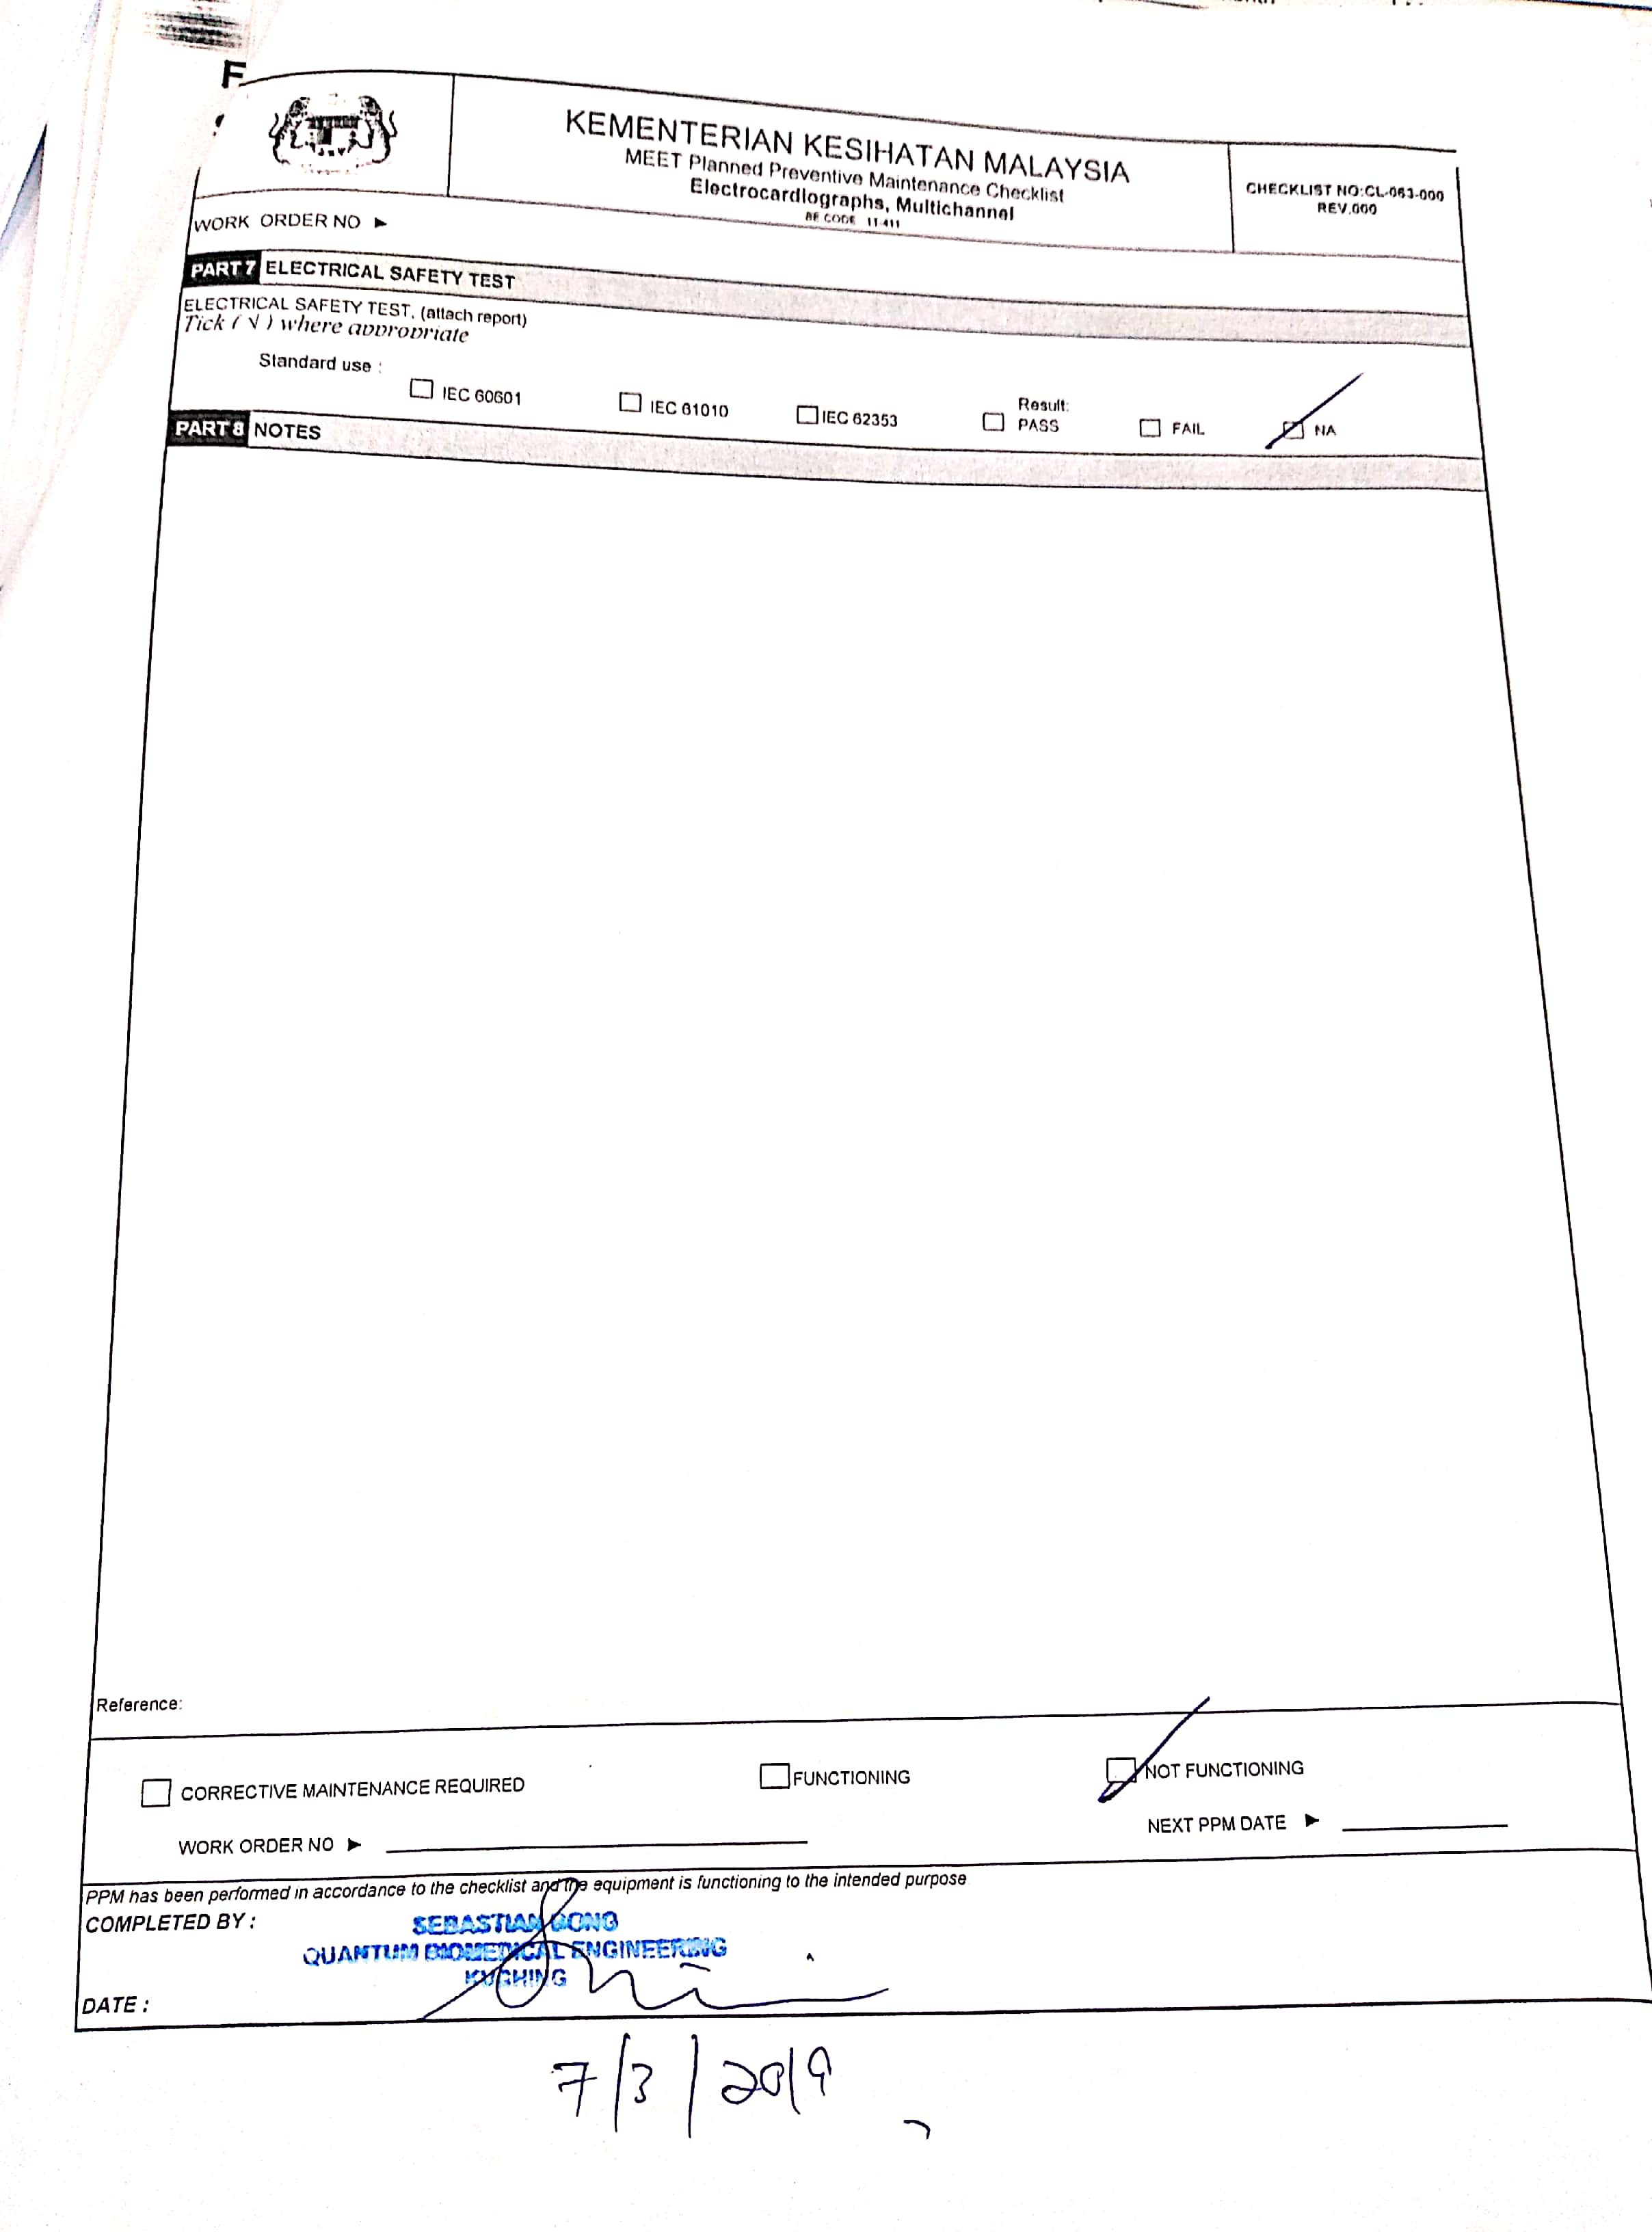 F
KEMENTERIAN KESIHATAN MALAYSIA
MEET Planned Preventive Maintenance Checklist
Electrocardiographs, Multichannel
BE CODE 11-411
CHECKLIST NO:CL-063-000
REV.000
WORK ORDER NO ►
PART 7 ELECTRICAL SAFETY TEST
ELECTRICAL SAFETY TEST. (attach report)
Tick ( √ ) where appropriate
Standard use :
☐ IEC 60601 ☐ IEC 61010 ☐ IEC 62353
Result:
☐ PASS ☐ FAIL ☑ NA
PART 8 NOTES
Reference:
☐ CORRECTIVE MAINTENANCE REQUIRED ☐ FUNCTIONING ☑ NOT FUNCTIONING
WORK ORDER NO ► NEXT PPM DATE ►
PPM has been performed in accordance to the checklist and the equipment is functioning to the intended purpose
COMPLETED BY :
SEBASTIAN BONG
QUANTUM BIOMEDICAL ENGINEERING
KUCHING
DATE :
7/3/2019